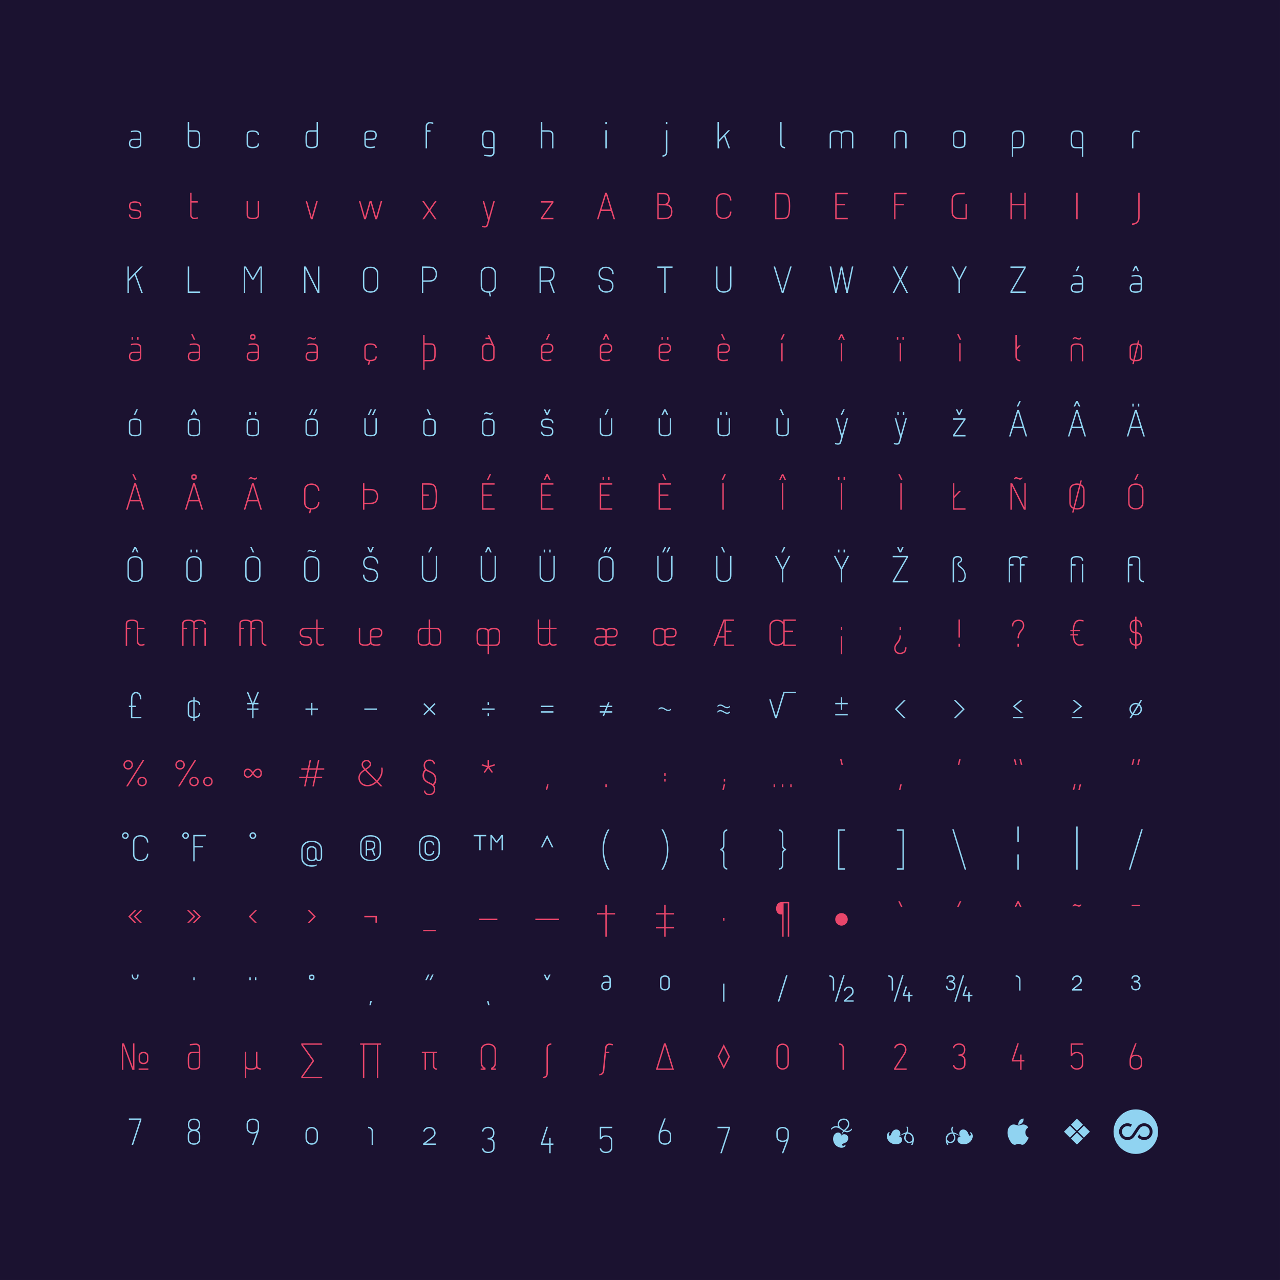 a b c d e f g h i j k l m n o p q r
s t u v w x y z A B C D E F G H I J
K L M N O P Q R S T U V W X Y Z á â
ä à å ã ç þ ð é ê ë è í î ï ì ł ñ ø
ó ô ö ő ű ò õ š ú û ü ù ý ÿ ž Á Â Ä
À Å Ã Ç Þ Ð É Ê Ë È Í Î Ï Ì Ł Ñ Ø Ó
Ô Ö Ò Õ Š Ú Û Ü Ő Ű Ù Ý Ÿ Ž ß ff fi fl
ft ffi ffl st ue cb cp tt æ œ Æ Œ ¡ ¿ ! ? € $
£ ¢ ¥ + − × ÷ = ≠ ~ ≈ √ ± < > ≤ ≥ ø
% ‰ ∞ # & § * , . : ; … ‘ ‚ ’ “ „ ”
°C °F ° @ ® © ™ ^ ( ) { } [ ] \ ¦ | /
« » ‹ › ¬ _ – — † ‡ · ¶ • ` ´ ˆ ˜ ¯
˘ ˙ ¨ ˚ ¸ ˝ ˛ ˇ ª º ı / ½ ¼ ¾ ¹ ² ³
№ ∂ µ ∑ ∏ π Ω ∫ ƒ ∆ ◊ 0 1 2 3 4 5 6
7 8 9 0 1 2 3 4 5 6 7 9 ❦ ☙ ❧  ❖